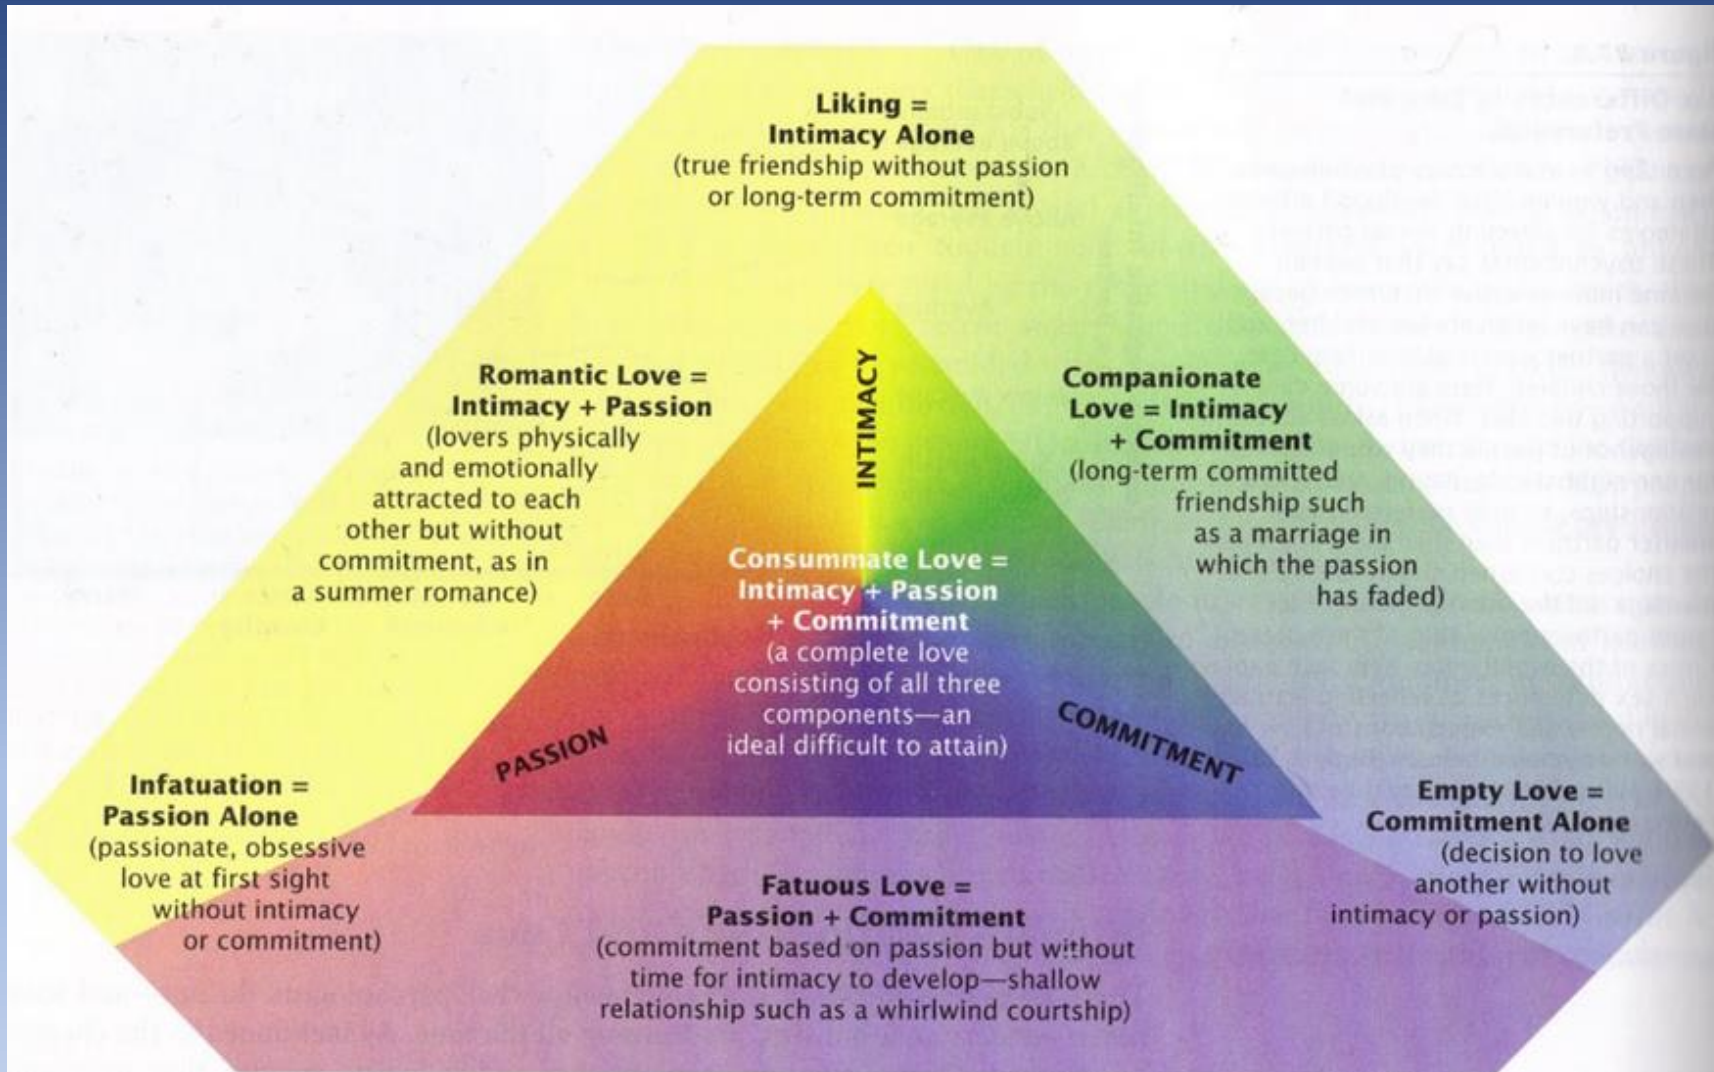 Liking =
Intimacy Alone
(true friendship without passion
or long-term commitment)
Romantic Love =
Intimacy + Passion
(lovers physically
and emotionally
attracted to each
other but without
commitment, as in
a summer romance)
INTIMACY
Companionate
Love = Intimacy
+ Commitment
(long-term committed
friendship such
as a marriage in
which the passion
has faded)
Consummate Love =
Intimacy + Passion
+ Commitment
(a complete love
consisting of all three
components—an
ideal difficult to attain)
PASSION
COMMITMENT
Infatuation =
Passion Alone
(passionate, obsessive
love at first sight
without intimacy
or commitment)
Fatuous Love =
Passion + Commitment
(commitment based on passion but without
time for intimacy to develop—shallow
relationship such as a whirlwind courtship)
Empty Love =
Commitment Alone
(decision to love
another without
intimacy or passion)